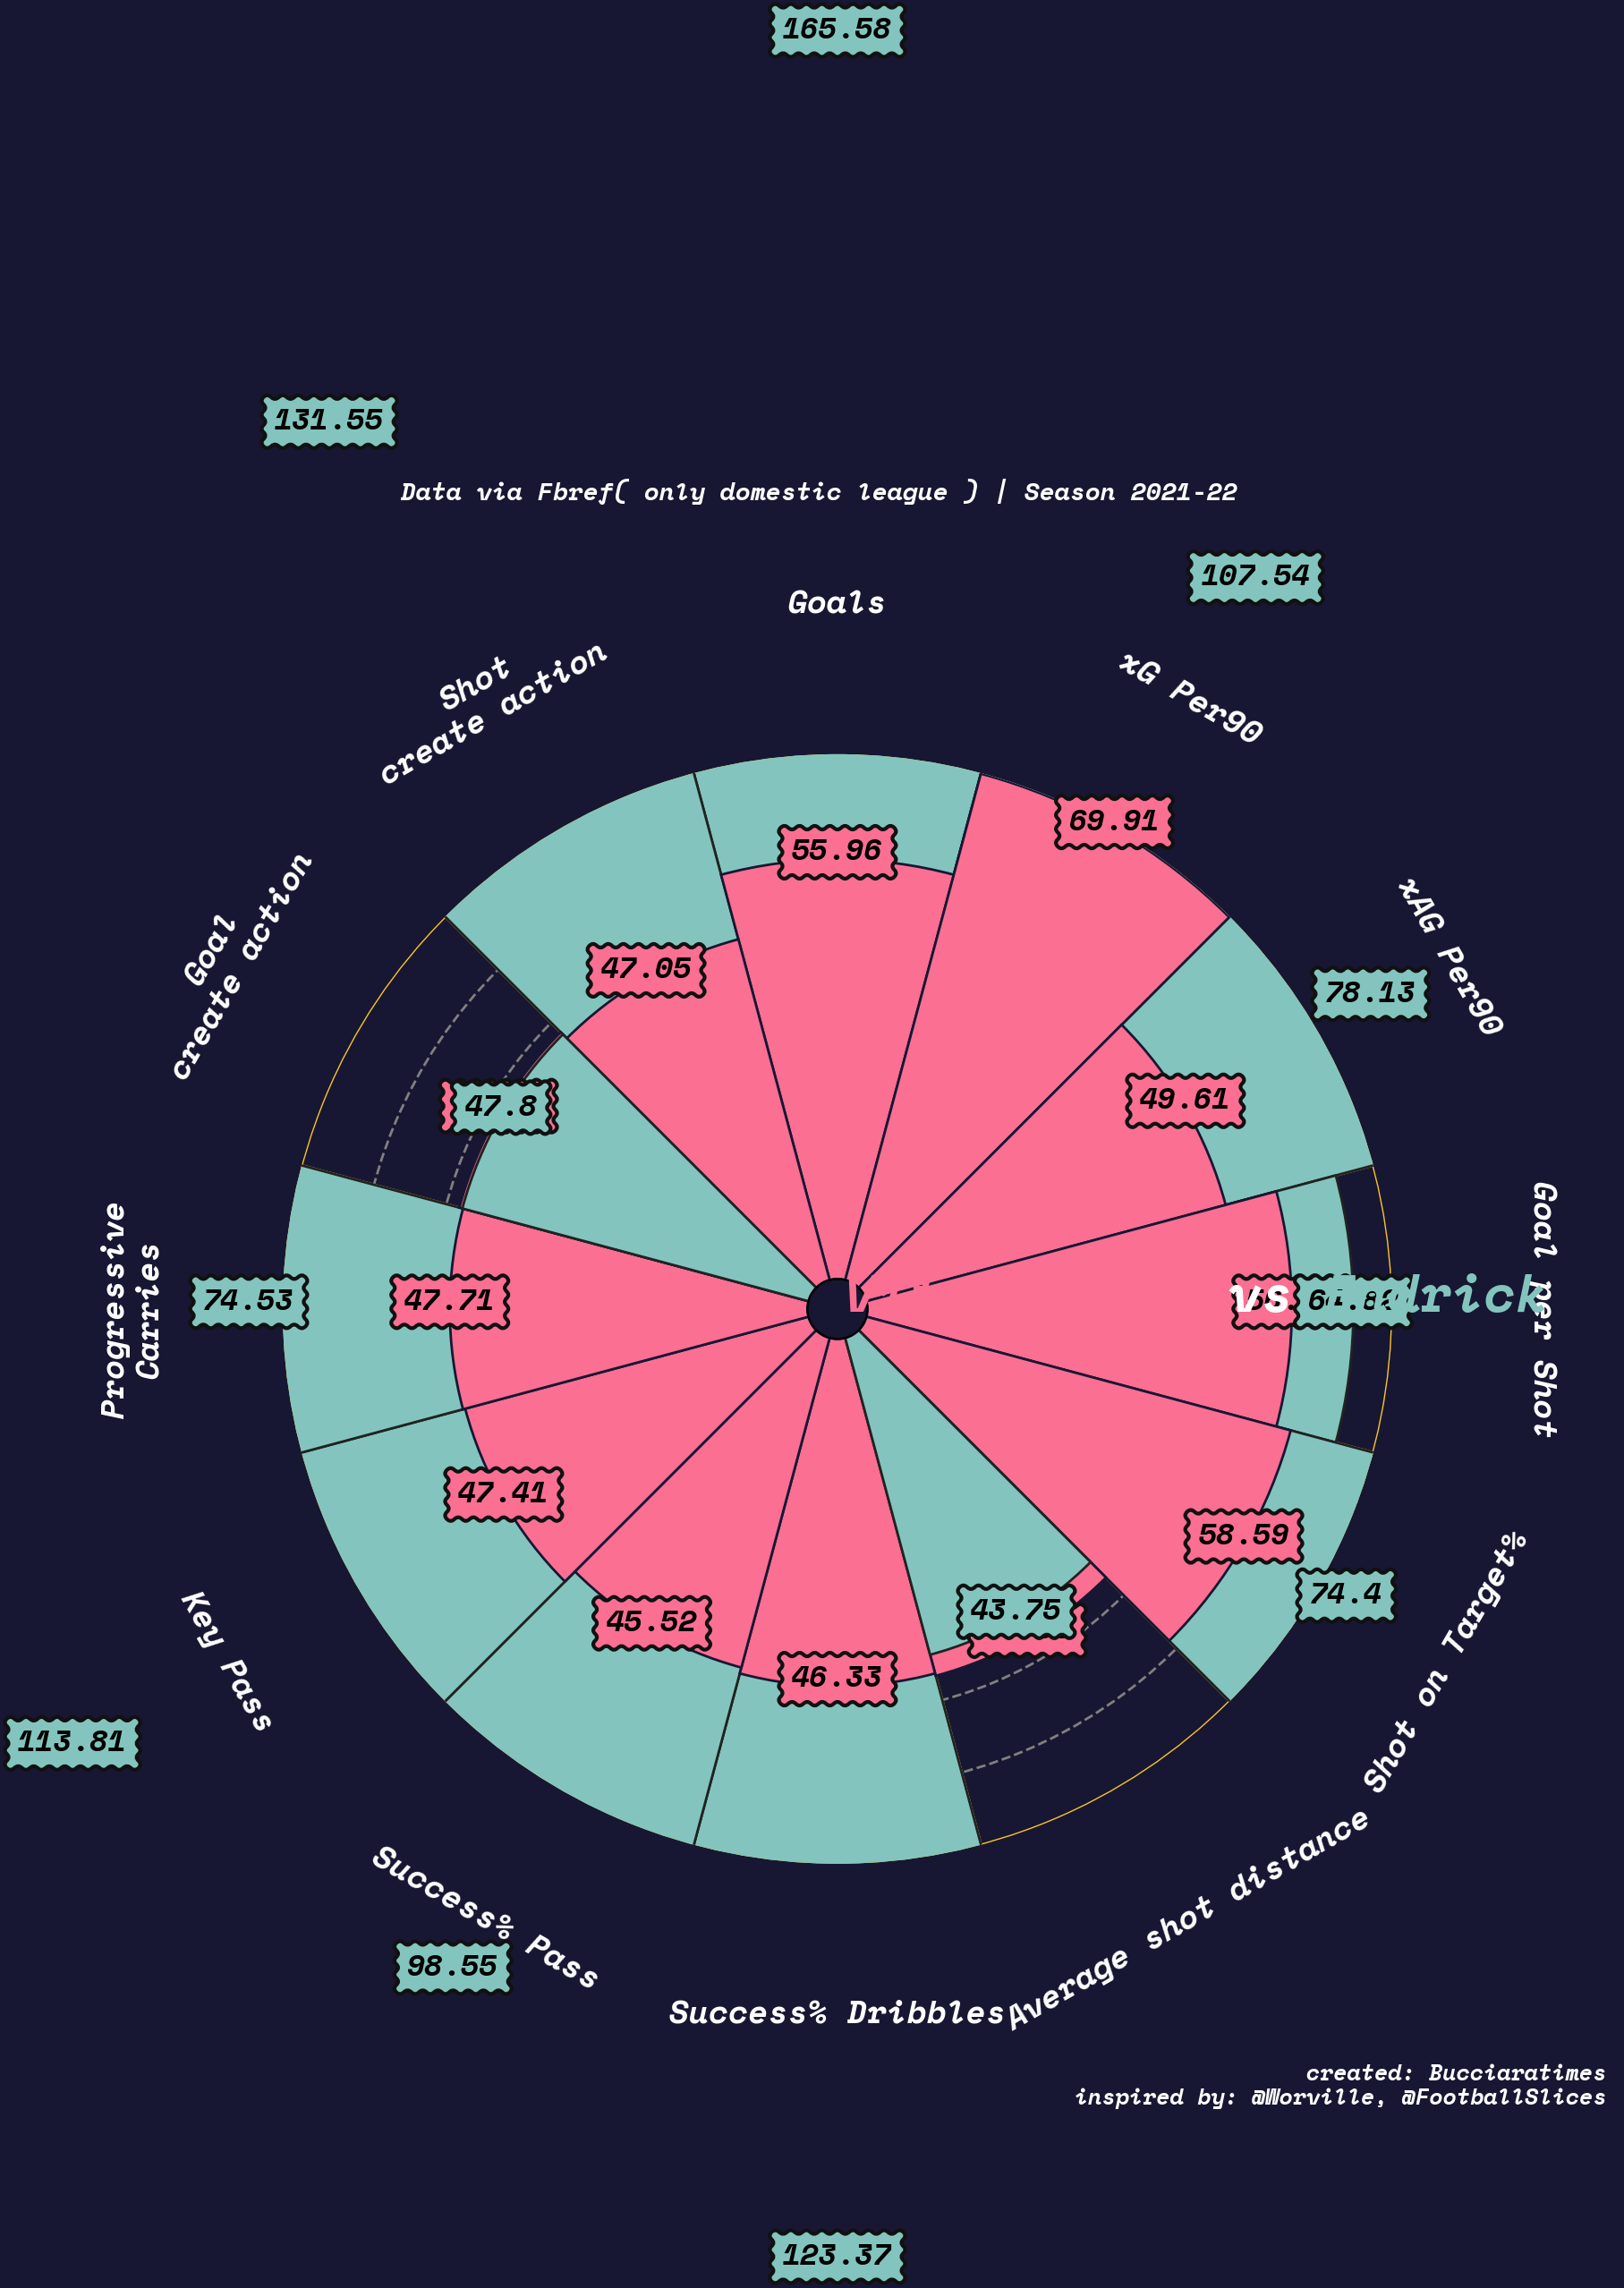 165.58
131.55
Data via Fbref( only domestic league ) | Season 2021-22
107.54
Goals
xG Per90
Shot
create action
69.91
55.96
xAG Per90
Goal
create action
47.05
78.13
49.61
47.8
Goal per Shot
Progressive
Carries
74.53
47.71
vs
47.41
58.59
74.4
Shot on Target%
43.75
45.52
46.33
Key Pass
113.81
Average shot distance
Success% Pass
98.55
Success% Dribbles
created: Bucciaratimes
inspired by: @Worville, @FootballSlices
123.37